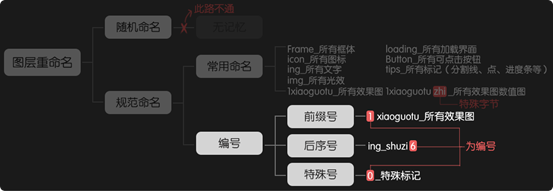 此路不通
随机命名
无记忆
图层重命名
Frame_所有框体
loading_所有加载界面
icon_所有图标
Button_所有可点击按钮
常用命名
ing_所有文字
tips_所有标记（分割线、点、进度条等）
img_所有光效
1xiaoguotu_所有效果图
1xiaoguotu zhi _所有效果图数值图
特殊字节
规范命名
前缀号
1 xiaoguotu_所有效果图
编号
后序号
ing_shuzi 6
为编号
特殊号
0 _特殊标记